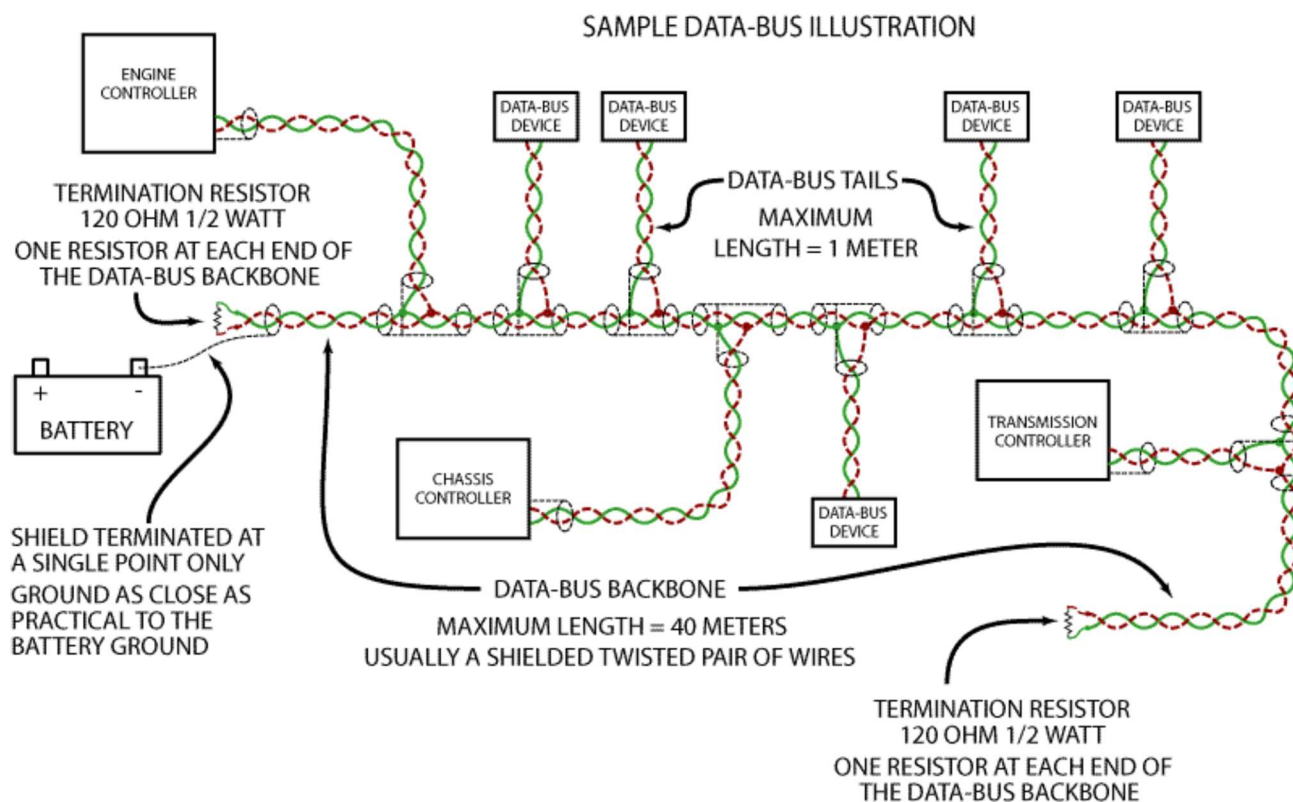 SAMPLE DATA-BUS ILLUSTRATION
ENGINE
CONTROLLER
DATA-BUS
DEVICE
DATA-BUS
DEVICE
DATA-BUS
DEVICE
DATA-BUS
DEVICE
TERMINATION RESISTOR
120 OHM 1/2 WATT
ONE RESISTOR AT EACH END OF
THE DATA-BUS BACKBONE
DATA-BUS TAILS
MAXIMUM
LENGTH = 1 METER
+ -
BATTERY
CHASSIS
CONTROLLER
DATA-BUS
DEVICE
TRANSMISSION
CONTROLLER
SHIELD TERMINATED AT
A SINGLE POINT ONLY
GROUND AS CLOSE AS
PRACTICAL TO THE
BATTERY GROUND
DATA-BUS BACKBONE
MAXIMUM LENGTH = 40 METERS
USUALLY A SHIELDED TWISTED PAIR OF WIRES
TERMINATION RESISTOR
120 OHM 1/2 WATT
ONE RESISTOR AT EACH END OF
THE DATA-BUS BACKBONE